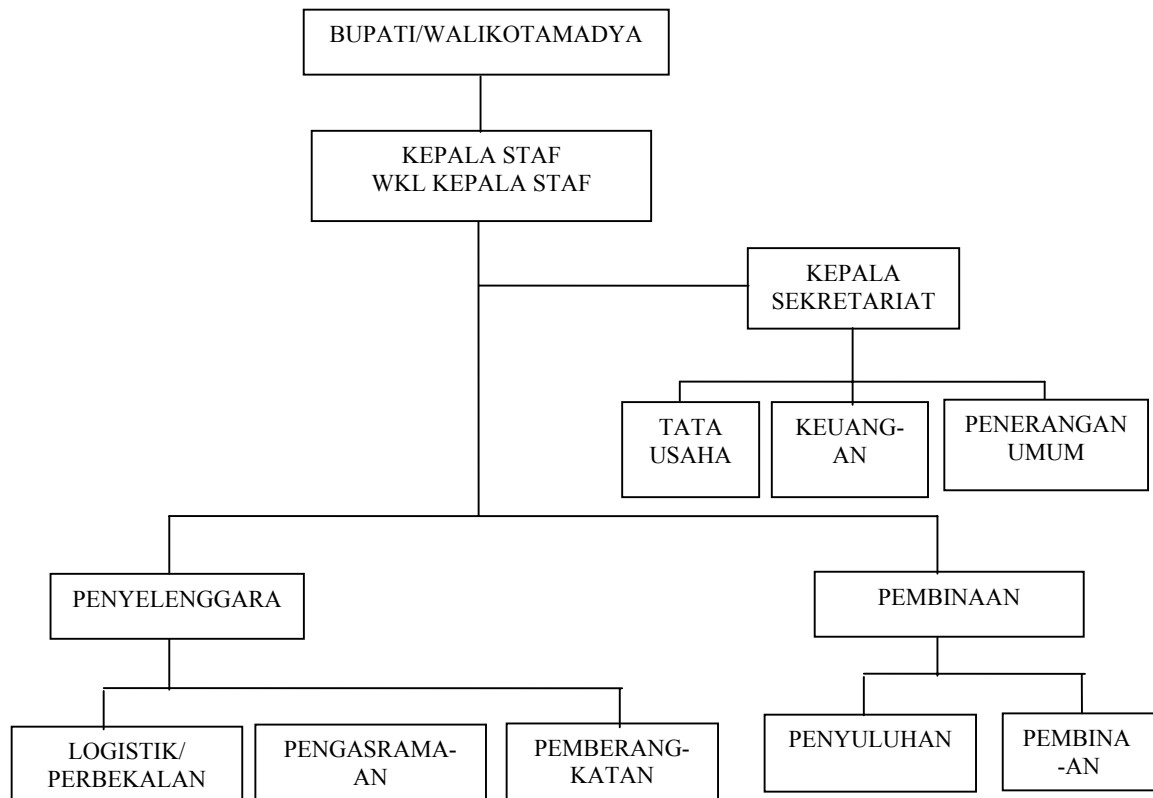 BUPATI/WALIKOTAMADYA
KEPALA STAF
WKL KEPALA STAF
KEPALA
SEKRETARIAT
TATA
USAHA
KEUANG-
AN
PENERANGAN
UMUM
PENYELENGGARA
PEMBINAAN
LOGISTIK/
PERBEKALAN
PENGASRAMA-
AN
PEMBERANG-
KATAN
PENYULUHAN
PEMBINA
-AN